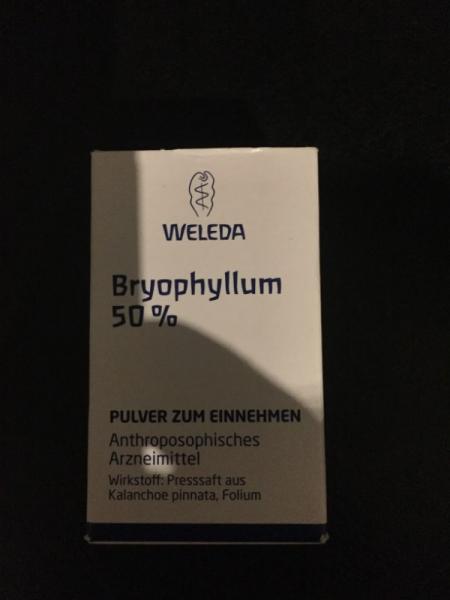 WELEDA
Bryophyllum
50 %
PULVER ZUM EINNEHMEN
Anthroposophisches
Arzneimittel
Wirkstoff: Presssaft aus
Kalanchoe pinnata, Folium